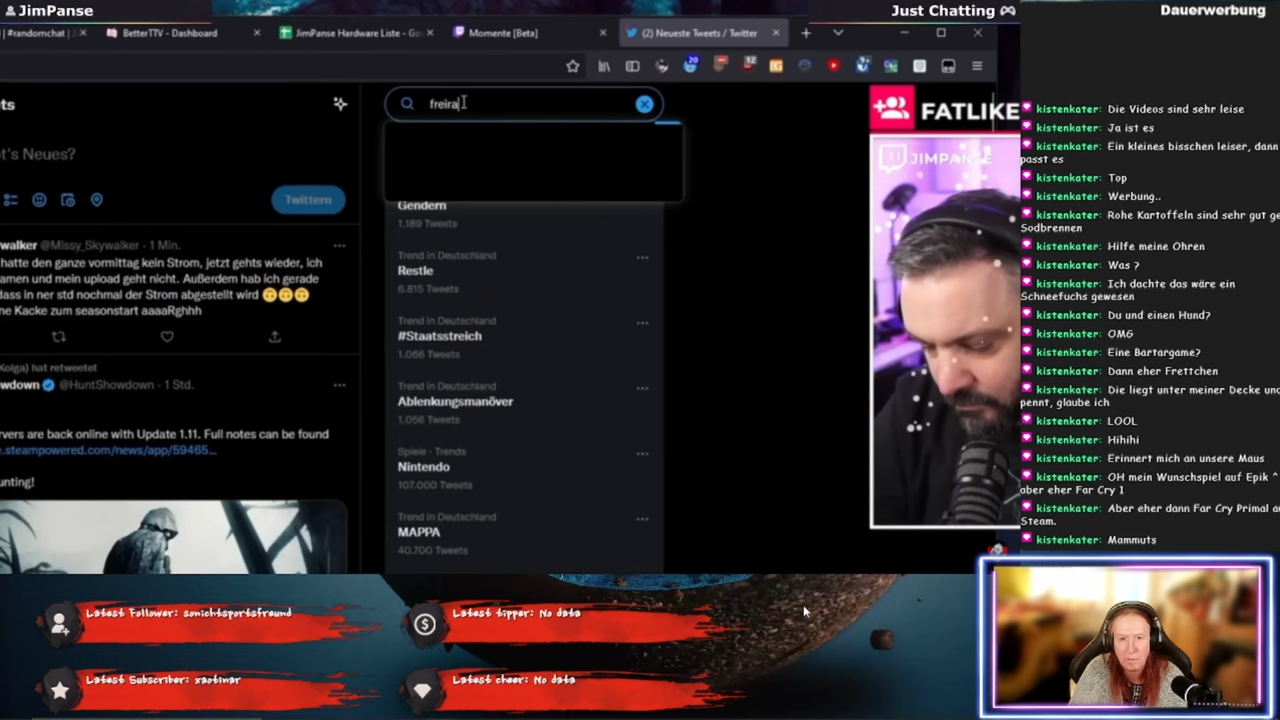 JimPanse
Just Chatting
Dauerwerbung
| #randomchat | J
BetterTTV - Dashboard
JimPanse Hardware Liste - Go
Momente [Beta]
(2) Neueste Tweets / Twitter
20
12
ets
freira
FATLIKE
JIMPANSE
ot's Neues?
Twittern
Gendern
1.189 Tweets
walker @Missy_Skywalker · 1 Min.
hatte den ganze vormittag kein Strom, jetzt gehts wieder, ich
amen und mein upload geht nicht. Außerdem hab ich gerade
dass in ner std nochmal der Strom abgestellt wird
ne Kacke zum seasonstart aaaaRghhh
Trend in Deutschland
Restle
6.815 Tweets
Trend in Deutschland
#Staatsstreich
1.066 Tweets
Kolga) hat retweetet
wdown @HuntShowdown · 1 Std.
Trend in Deutschland
Ablenkungsmanöver
1.056 Tweets
rvers are back online with Update 1.11. Full notes can be found
e.steampowered.com/news/app/59465...
unting!
Spiele · Trends
Nintendo
107.000 Tweets
Trend in Deutschland
MAPPA
40.700 Tweets
kistenkater: Die Videos sind sehr leise
kistenkater: Ja ist es
kistenkater: Ein kleines bisschen leiser, dann
passt es
kistenkater: Top
kistenkater: Werbung..
kistenkater: Rohe Kartoffeln sind sehr gut ge
Sodbrennen
kistenkater: Hilfe meine Ohren
kistenkater: Was ?
kistenkater: Ich dachte das wäre ein
Schneefuchs gewesen
kistenkater: Du und einen Hund?
kistenkater: OMG
kistenkater: Eine Bartargame?
kistenkater: Dann eher Frettchen
kistenkater: Die liegt unter meiner Decke und
pennt, glaube ich
kistenkater: LOOL
kistenkater: Hihihi
kistenkater: Erinnert mich an unsere Maus
kistenkater: OH mein Wunschspiel auf Epik ^
aber eher Far Cry 1
kistenkater: Aber eher dann Far Cry Primal au
Steam.
kistenkater: Mammuts
Latest Follower: sonichtsportsfreund
Latest tipper: No data
Latest Subscriber: xaotinar
Latest cheer: No data